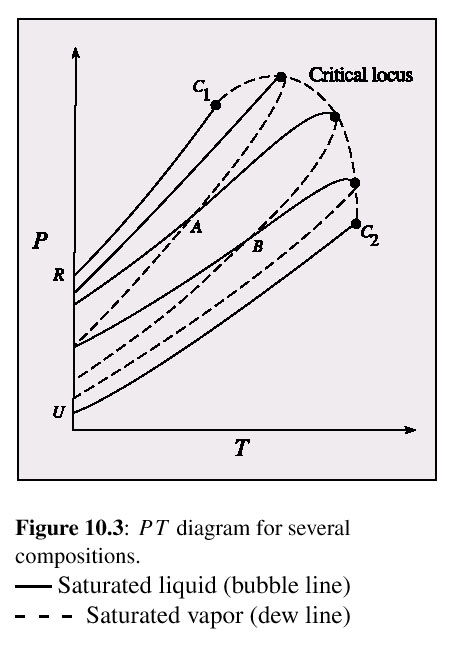 C1
Critical locus
A
P
B
C2
R
U
T
Figure 10.3: PT diagram for several
compositions.
Saturated liquid (bubble line)
Saturated vapor (dew line)